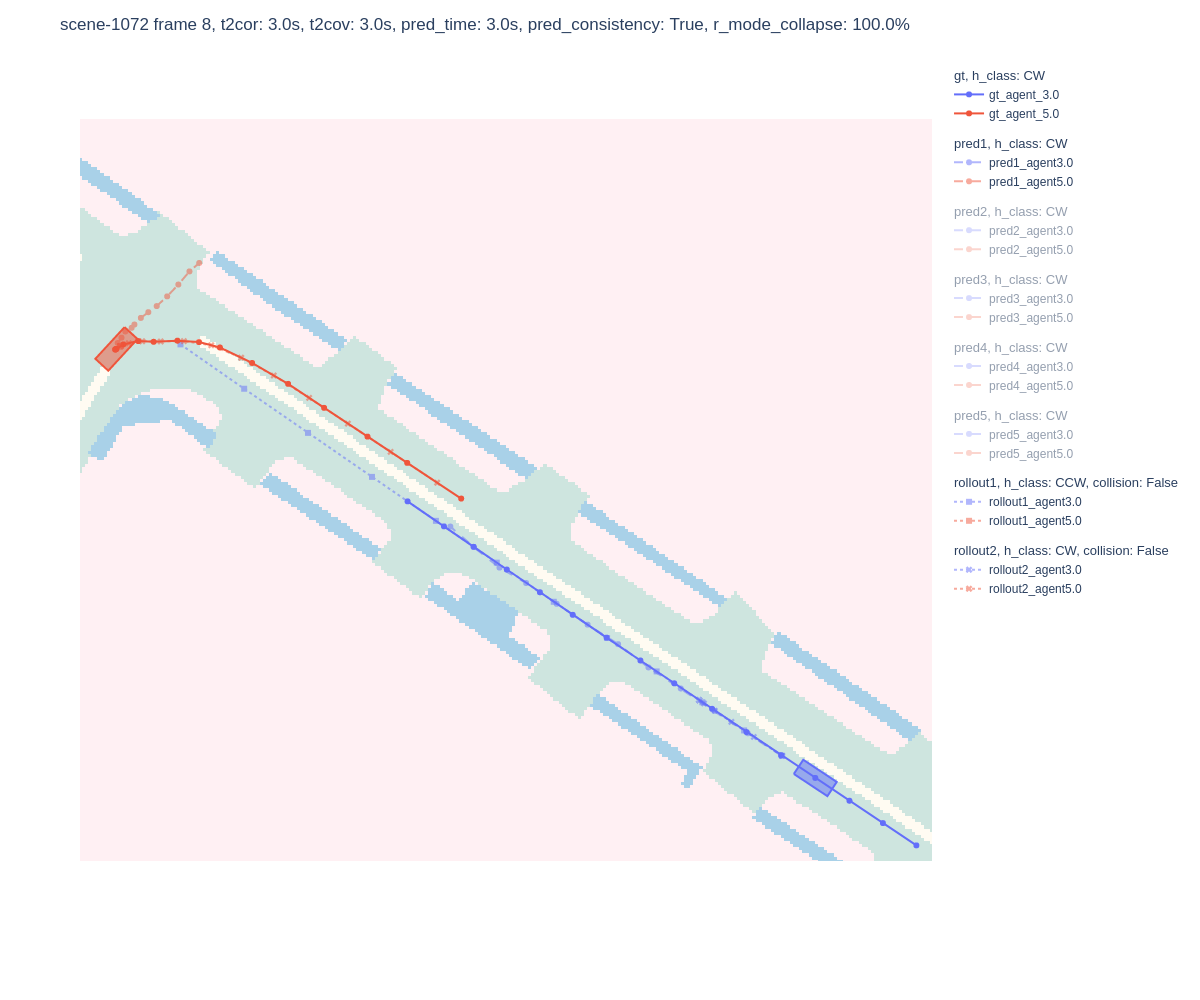 scene-1072 frame 8, t2cor: 3.0s, t2cov: 3.0s, pred_time: 3.0s, pred_consistency: True, r_mode_collapse: 100.0%
gt, h_class: CW
gt_agent_3.0
gt_agent_5.0
pred1, h_class: CW
pred1_agent3.0
pred1_agent5.0
pred2, h_class: CW
pred2_agent3.0
pred2_agent5.0
pred3, h_class: CW
pred3_agent3.0
pred3_agent5.0
pred4, h_class: CW
pred4_agent3.0
pred4_agent5.0
pred5, h_class: CW
pred5_agent3.0
pred5_agent5.0
rollout1, h_class: CCW, collision: False
rollout1_agent3.0
rollout1_agent5.0
rollout2, h_class: CW, collision: False
rollout2_agent3.0
rollout2_agent5.0